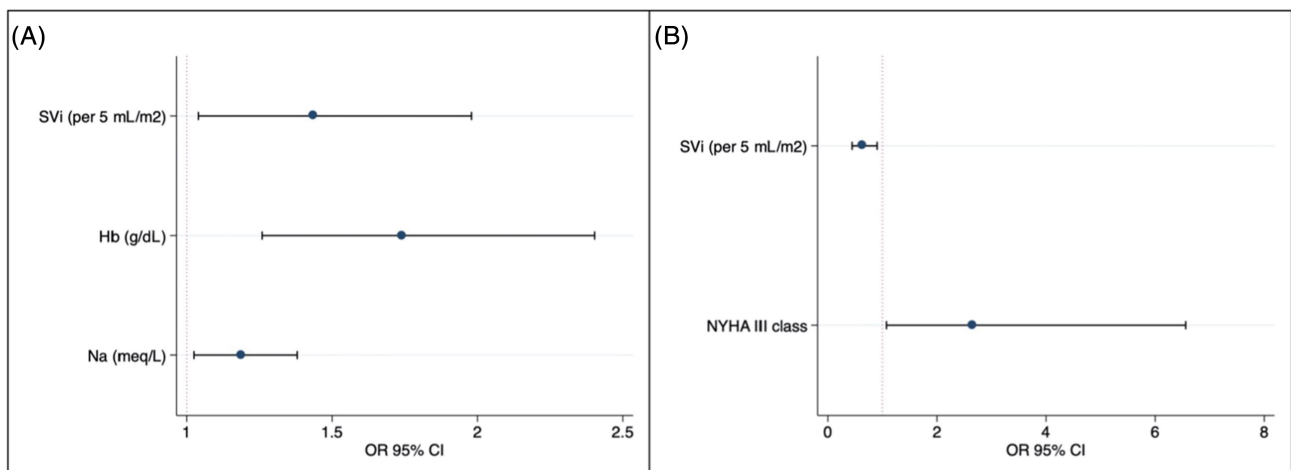 (A)
SVi (per 5 mL/m2)
Hb (g/dL)
Na (meq/L)
1 1.5 2 2.5
OR 95% CI
(B)
SVi (per 5 mL/m2)
NYHA III class
0 2 4 6 8
OR 95% CI